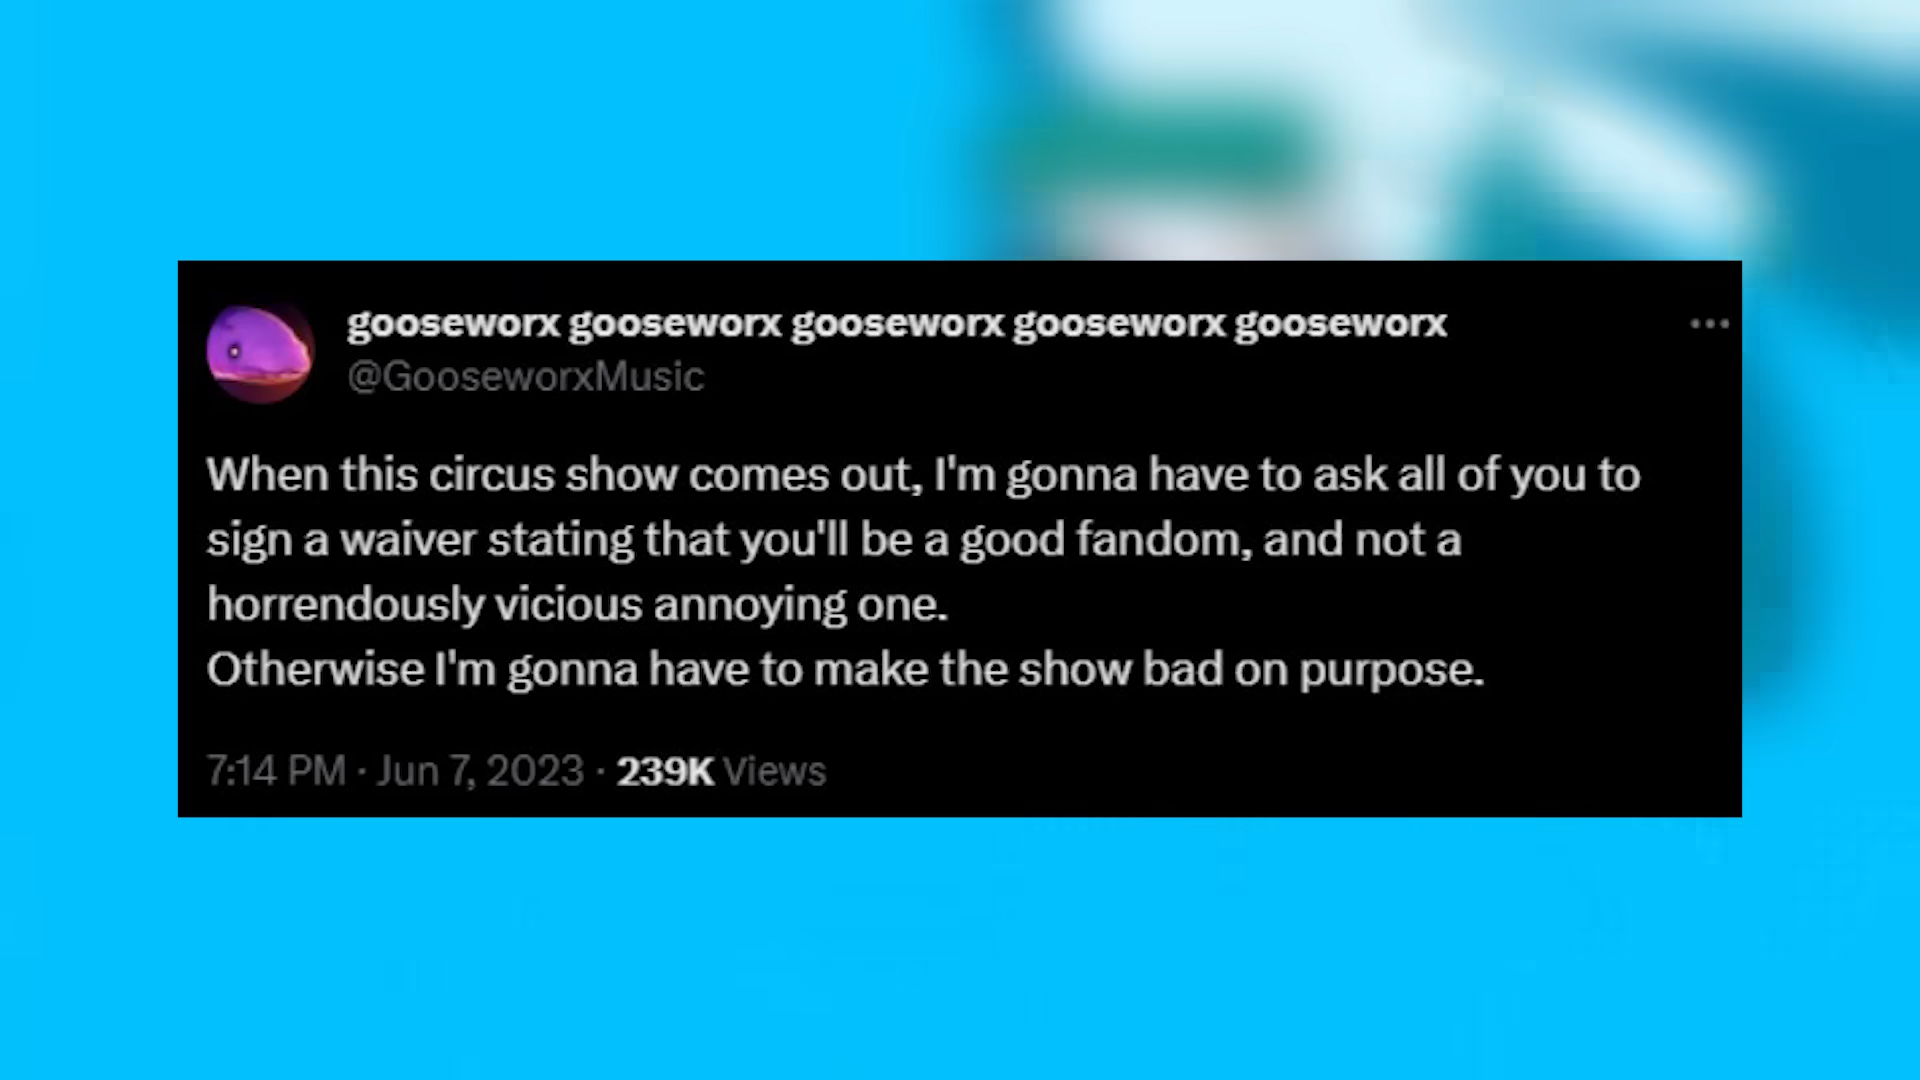 gooseworx gooseworx gooseworx gooseworx gooseworx
@GooseworxMusic
When this circus show comes out, I'm gonna have to ask all of you to
sign a waiver stating that you'll be a good fandom, and not a
horrendously vicious annoying one.
Otherwise I'm gonna have to make the show bad on purpose.
7:14 PM · Jun 7, 2023 · 239K Views